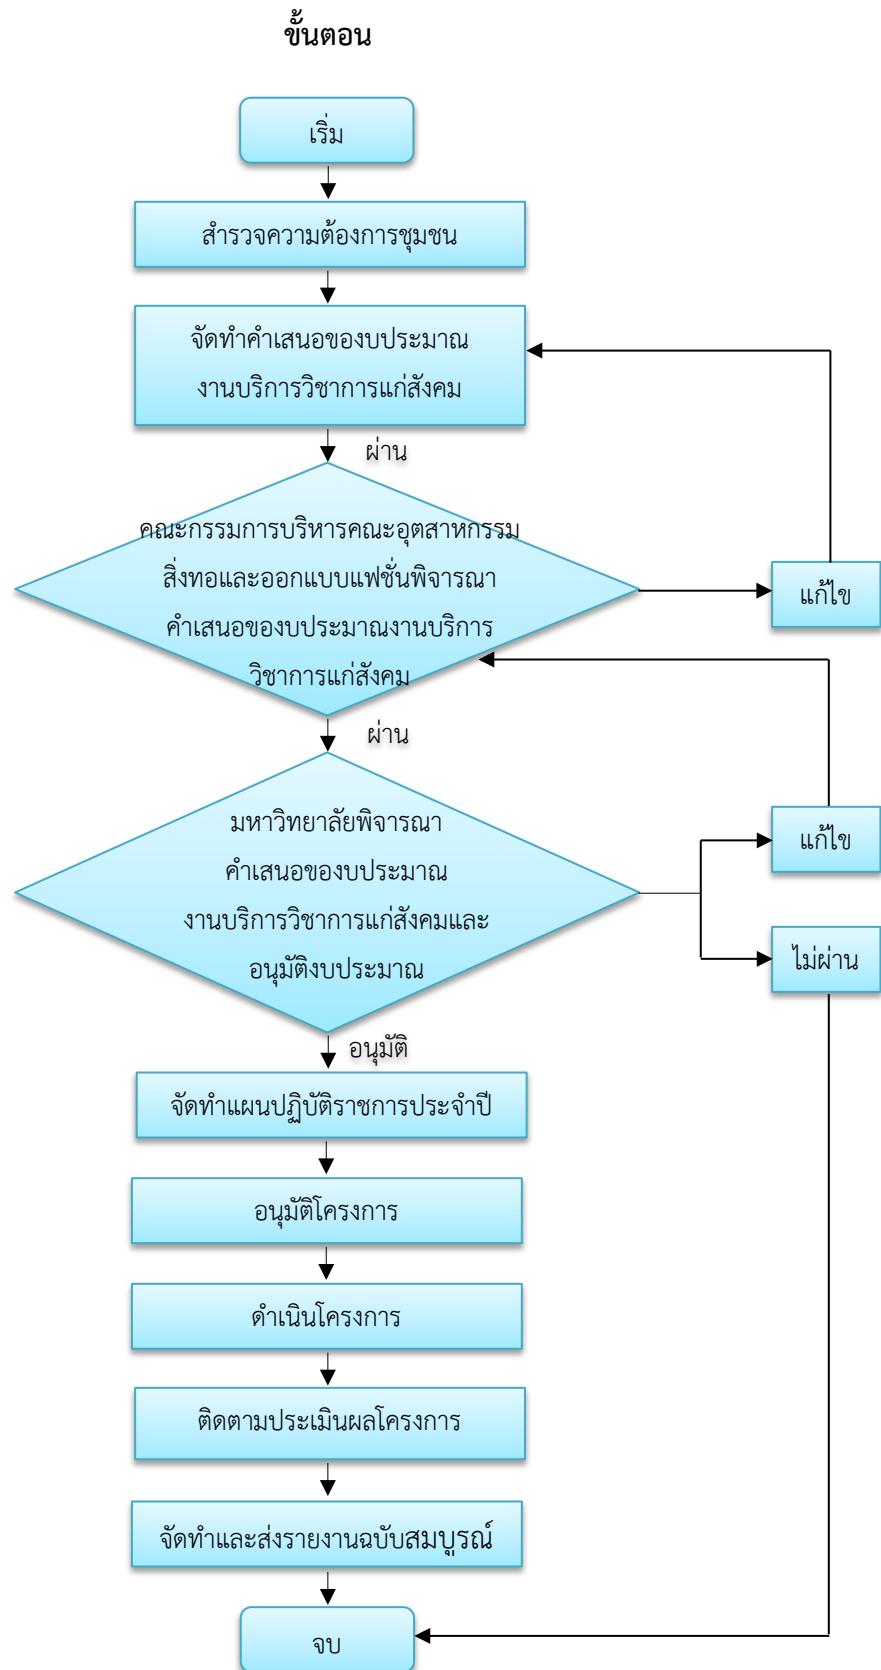 ขั้นตอน
เริ่ม
สำรวจความต้องการชุมชน
จัดทำคำเสนอของบประมาณ
งานบริการวิชาการแก่สังคม
ผ่าน
คณะกรรมการบริหารคณะอุตสาหกรรม
สิ่งทอและออกแบบแฟชั่นพิจารณา
คำเสนอของบประมาณงานบริการ
วิชาการแก่สังคม
แก้ไข
ผ่าน
มหาวิทยาลัยพิจารณา
คำเสนอของบประมาณ
งานบริการวิชาการแก่สังคมและ
อนุมัติงบประมาณ
แก้ไข
ไม่ผ่าน
อนุมัติ
จัดทำแผนปฏิบัติราชการประจำปี
อนุมัติโครงการ
ดำเนินโครงการ
ติดตามประเมินผลโครงการ
จัดทำและส่งรายงานฉบับสมบูรณ์
จบ